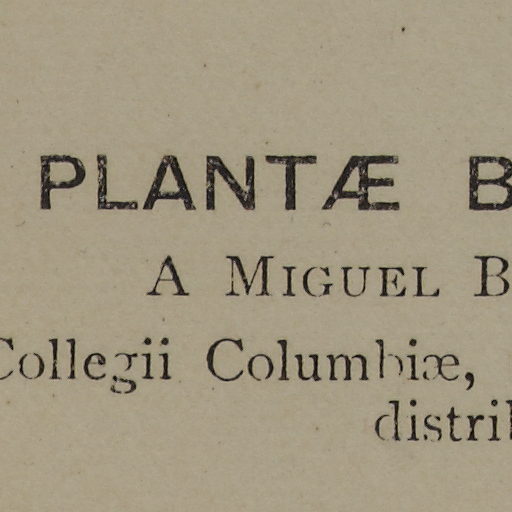 PLANTÆ B
A MIGUEL B
Collegii Columbiæ,
distrib